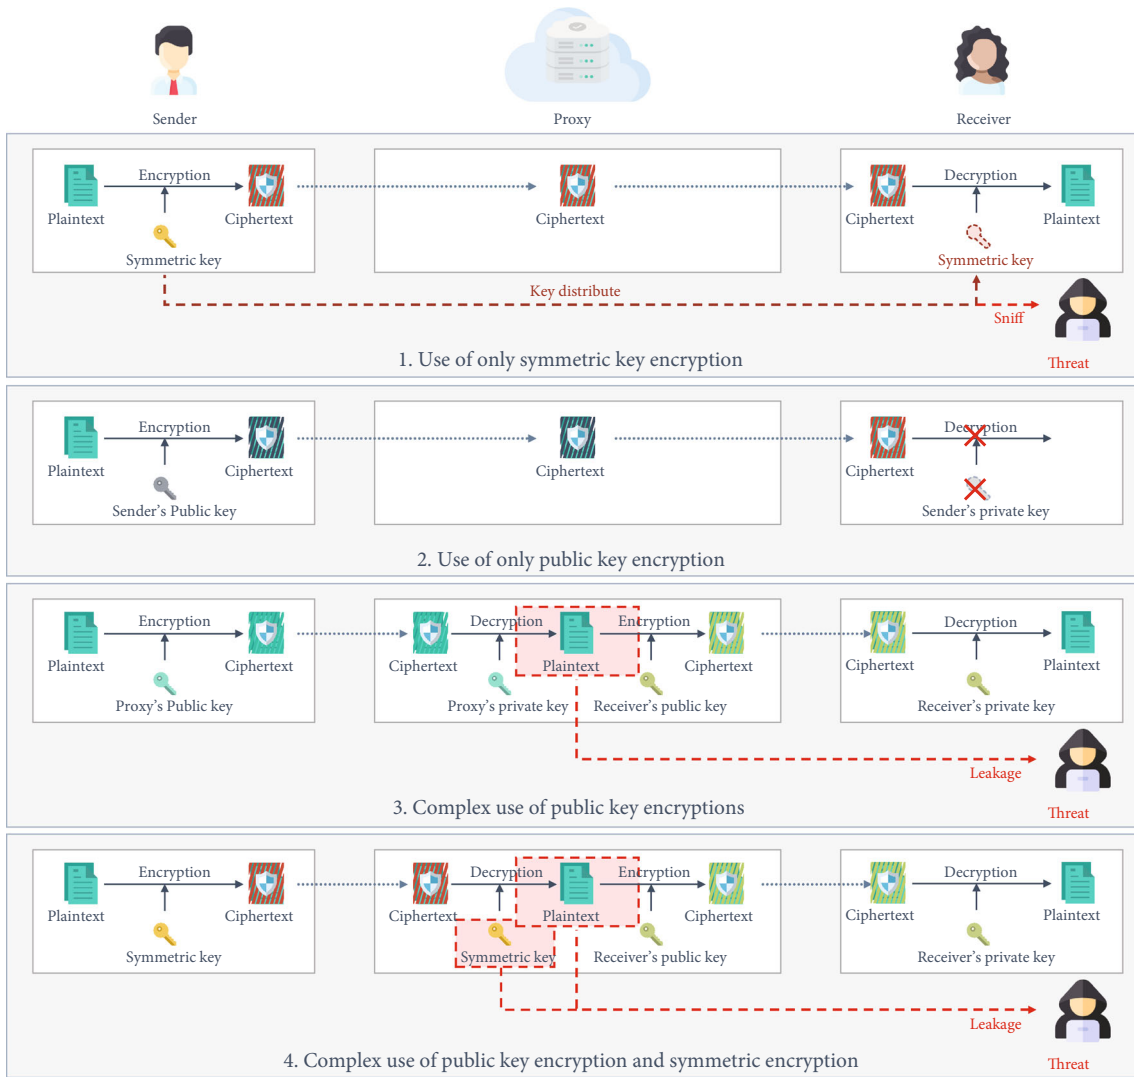 Sender
Proxy
Receiver
Encryption
Decryption
Plaintext
Ciphertext
Ciphertext
Ciphertext
Plaintext
Symmetric key
Symmetric key
Key distribute
Sniff
1. Use of only symmetric key encryption
Threat
Encryption
Decryption
Plaintext
Ciphertext
Ciphertext
Ciphertext
Sender's Public key
Sender's private key
2. Use of only public key encryption
Encryption
Decryption
Encryption
Decryption
Plaintext
Ciphertext
Ciphertext
Plaintext
Ciphertext
Ciphertext
Plaintext
Proxy's Public key
Proxy's private key
Receiver's public key
Receiver's private key
Leakage
3. Complex use of public key encryptions
Threat
Encryption
Decryption
Encryption
Decryption
Plaintext
Ciphertext
Ciphertext
Plaintext
Ciphertext
Ciphertext
Plaintext
Symmetric key
Symmetric key
Receiver's public key
Receiver's private key
Leakage
4. Complex use of public key encryption and symmetric encryption
Threat